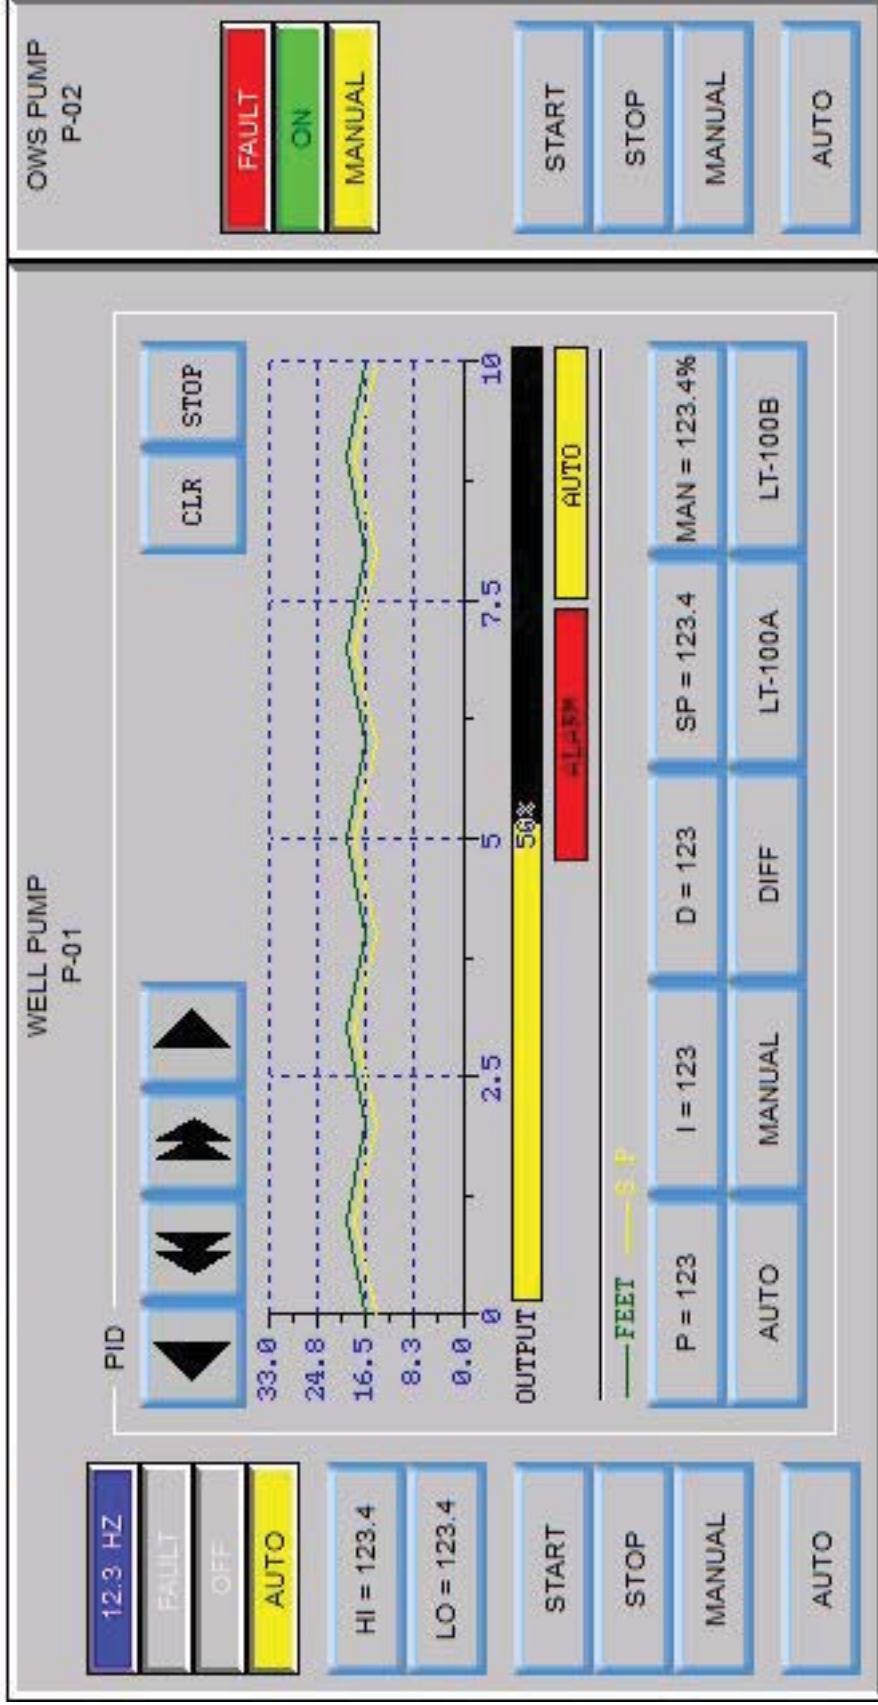 WELL PUMP
P-01
12.3 HZ
FAULT
OFF
AUTO
HI = 123.4
LO = 123.4
START
STOP
MANUAL
AUTO
PID
CLR
STOP
33.0
24.8
16.5
8.3
0.0
0 2.5 5 7.5 10
OUTPUT 50%
ALARM AUTO
FEET S P
P = 123 I = 123 D = 123 SP = 123.4 MAN = 123.4%
AUTO MANUAL DIFF LT-100A LT-100B
OWS PUMP
P-02
FAULT
ON
MANUAL
START
STOP
MANUAL
AUTO